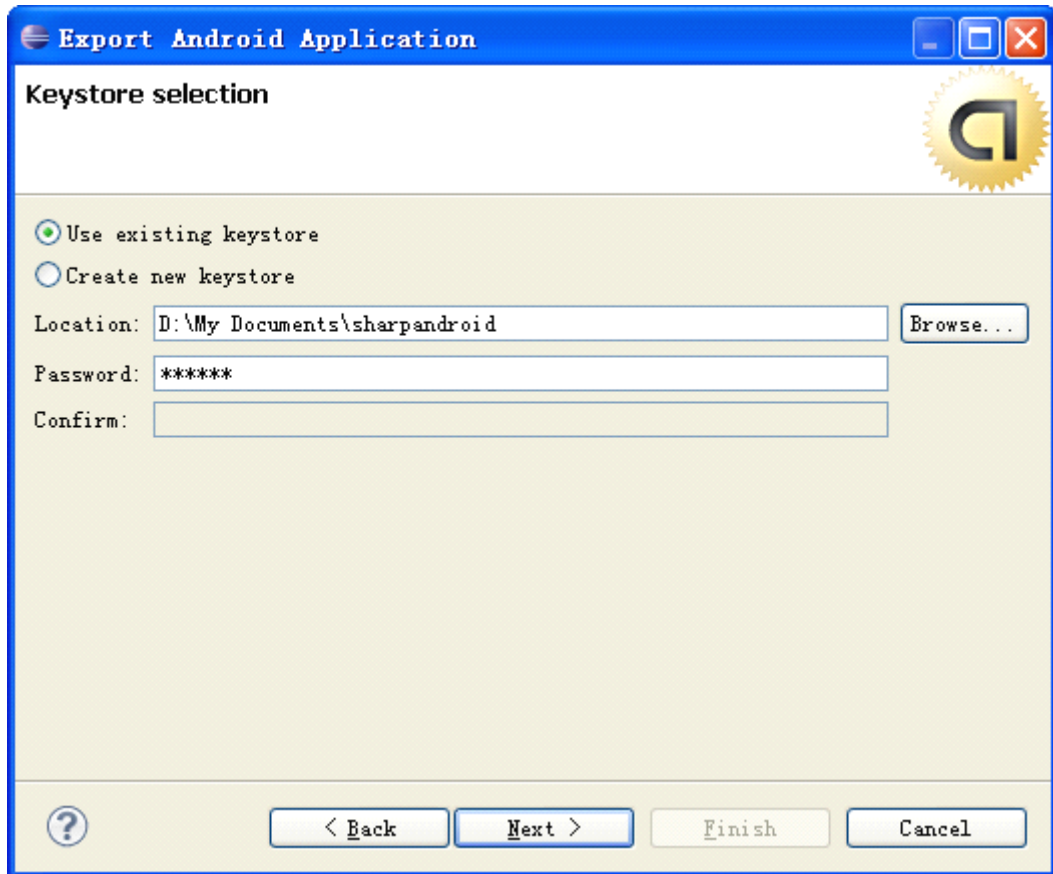 Export Android Application
Keystore selection
Use existing keystore
Create new keystore
Location: D:\My Documents\sharpandroid Browse...
Password: ******
Confirm:
? < Back Next > Finish Cancel